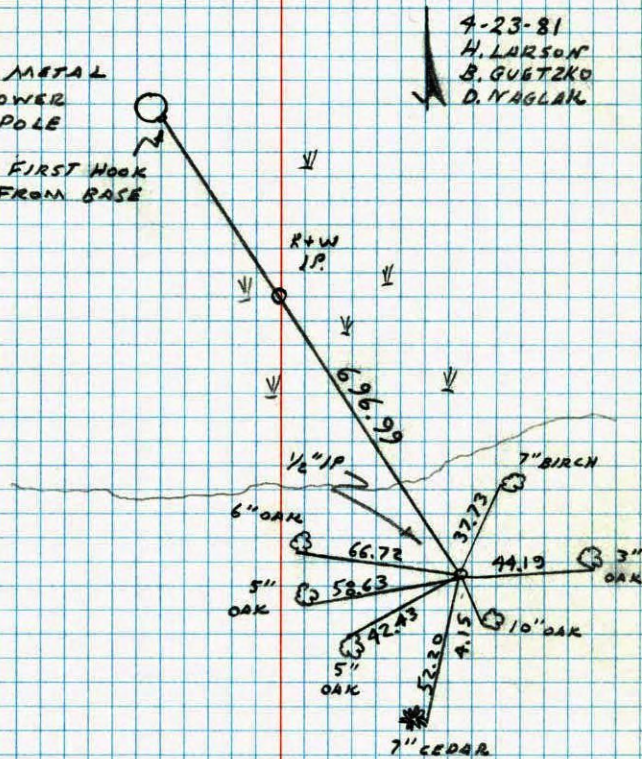 4-23-81
H. LARSON
B. GUETZKO
D. NAGLAK
METAL
POWER
POLE
FIRST HOOK
FROM BASE
R+W
I.P.
696.99
1/2" IP
7" BIRCH
37.73
6" OAK
66.72
44.19
3"
OAK
58.63
5"
OAK
42.43
5"
OAK
4.15
10" OAK
52.20
7" CEDAR